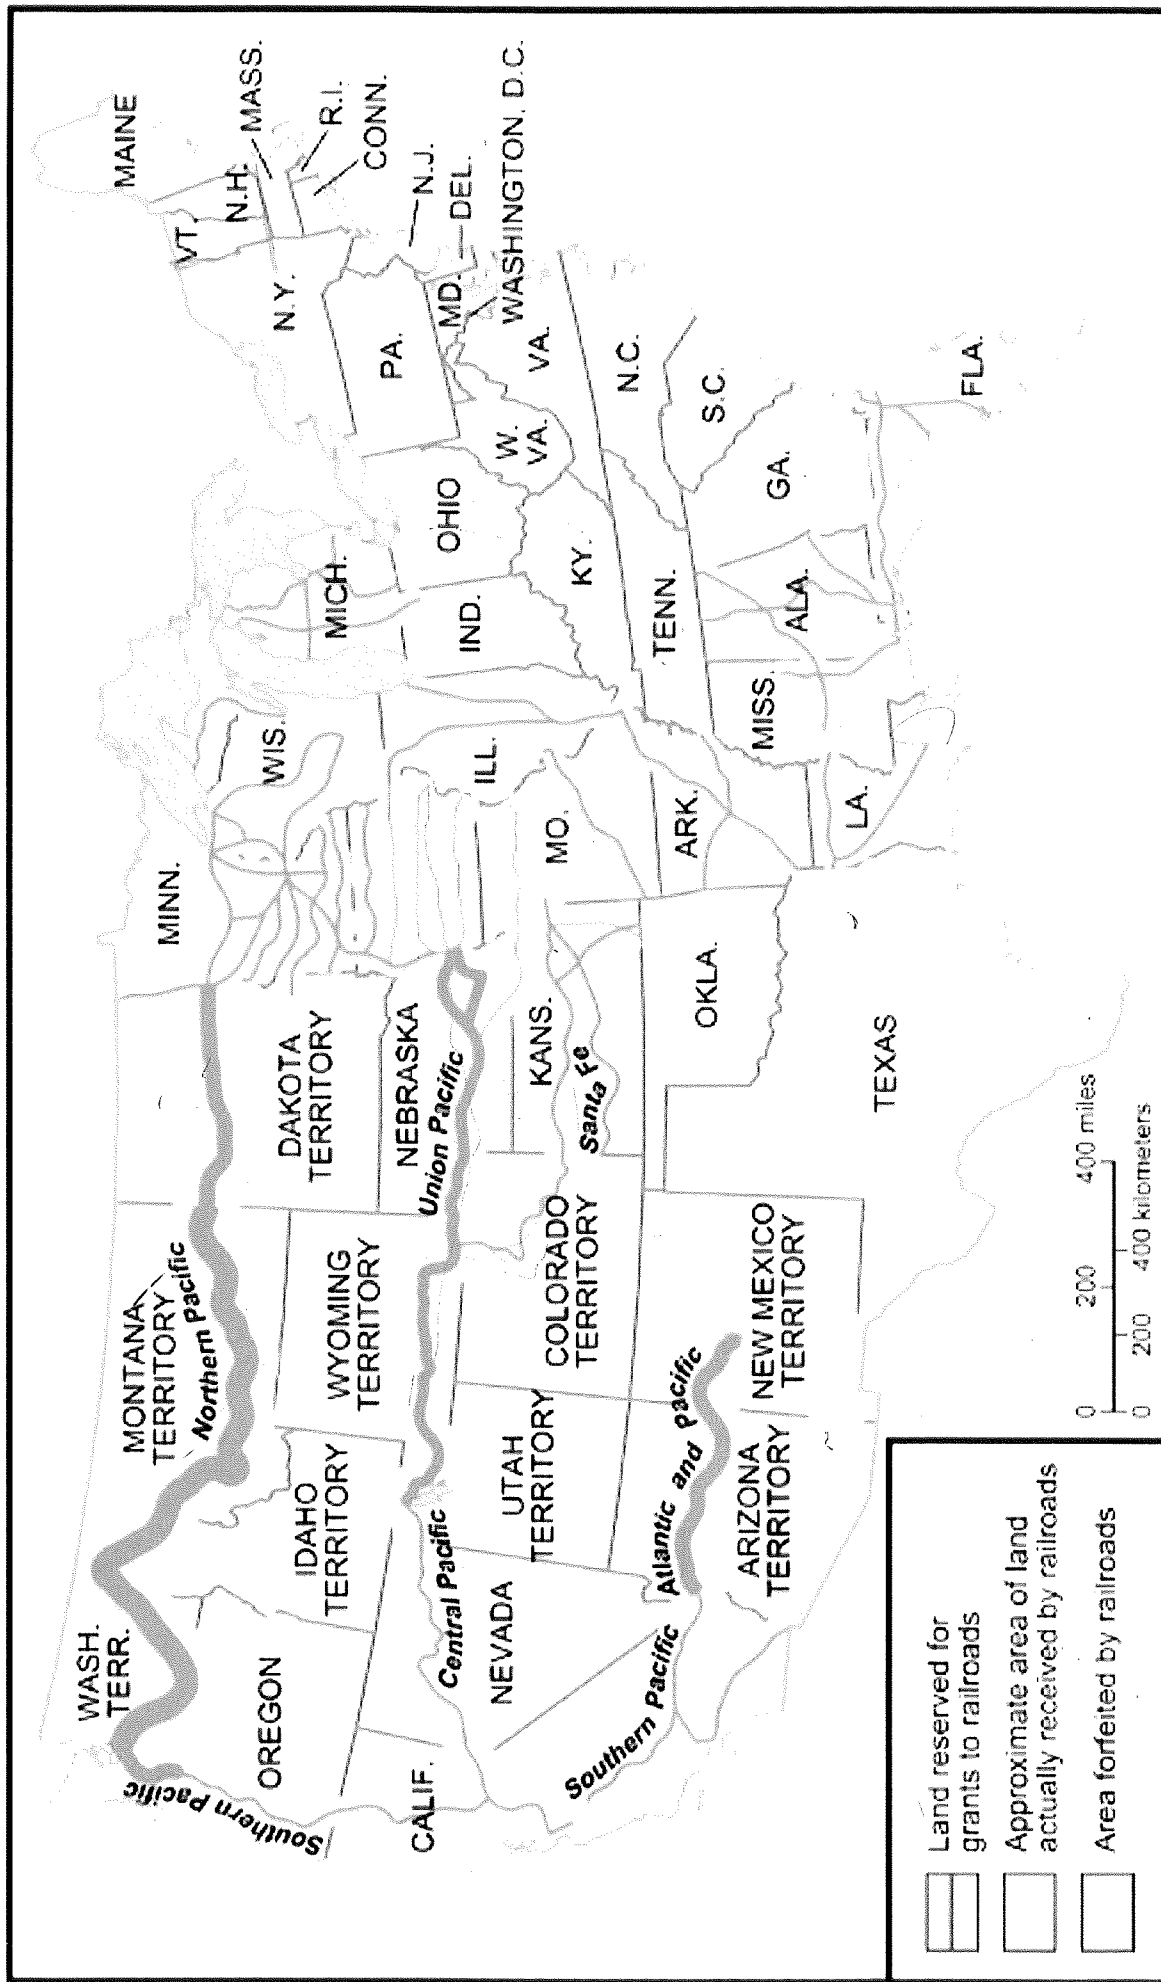 WASH.
TERR.
MONTANA
TERRITORY
Northern Pacific
MINN.
MAINE
VT.
N.H.
MASS.
R.I.
CONN.
N.Y.
OREGON
IDAHO
TERRITORY
WYOMING
TERRITORY
DAKOTA
TERRITORY
WIS.
MICH.
PA.
N.J.
DEL.
MD.
WASHINGTON, D.C.
Southern Pacific
CALIF.
Central Pacific
NEVADA
UTAH
TERRITORY
COLORADO
TERRITORY
NEBRASKA
Union Pacific
KANS.
Santa Fe
MO.
ILL.
IND.
OHIO
W.
VA.
VA.
KY.
N.C.
TENN.
S.C.
Southern Pacific
Atlantic and Pacific
ARIZONA
TERRITORY
NEW MEXICO
TERRITORY
OKLA.
ARK.
TEXAS
LA.
MISS.
ALA.
GA.
FLA.
Land reserved for
grants to railroads
Approximate area of land
actually received by railroads
Area forfeited by railroads
0 200 400 miles
0 200 400 kilometers